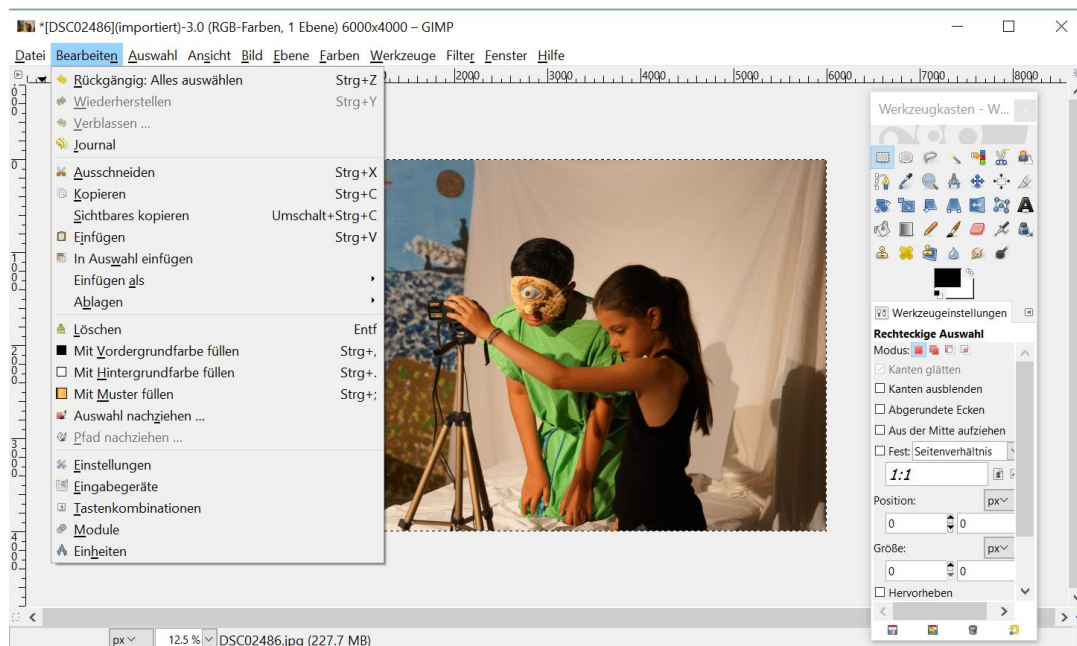 *[DSC02486](importiert)-3.0 (RGB-Farben, 1 Ebene) 6000x4000 – GIMP
Datei Bearbeiten Auswahl Ansicht Bild Ebene Farben Werkzeuge Filter Fenster Hilfe
2000 3000 4000 5000 6000 7000 8000
Rückgängig: Alles auswählen Strg+Z
Wiederherstellen Strg+Y
Verblassen ...
Journal
Ausschneiden Strg+X
Kopieren Strg+C
Sichtbares kopieren Umschalt+Strg+C
Einfügen Strg+V
In Auswahl einfügen
Einfügen als
Ablagen
Löschen Entf
Mit Vordergrundfarbe füllen Strg+,
Mit Hintergrundfarbe füllen Strg+.
Mit Muster füllen Strg+;
Auswahl nachziehen ...
Pfad nachziehen ...
Einstellungen
Eingabegeräte
Tastenkombinationen
Module
Einheiten
0
1000
2000
3000
4000
Werkzeugkasten - W...
Werkzeugeinstellungen
Rechteckige Auswahl
Modus:
Kanten glätten
Kanten ausblenden
Abgerundete Ecken
Aus der Mitte aufziehen
Fest: Seitenverhältnis
1:1
Position: px
0 0
Größe: px
0 0
Hervorheben
px 12.5 % DSC02486.jpg (227.7 MB)